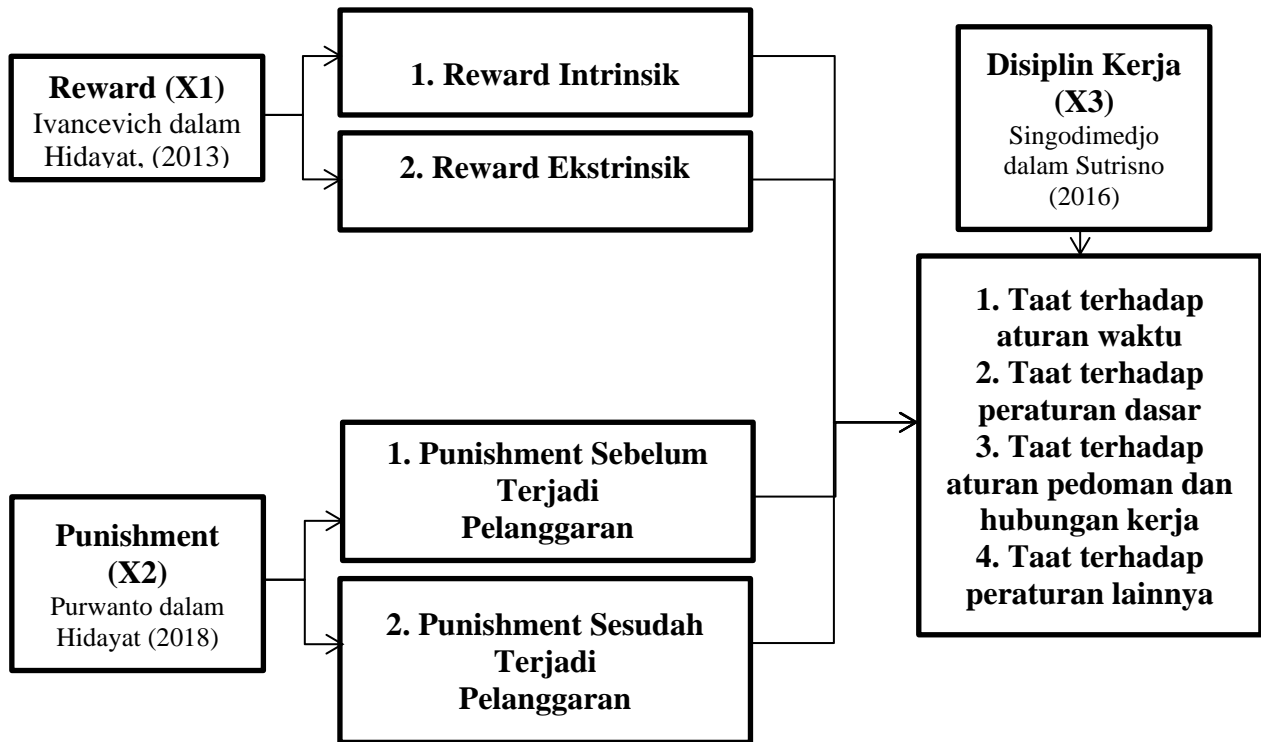 Reward (X1)
Ivancevich dalam
Hidayat, (2013)
1. Reward Intrinsik
2. Reward Ekstrinsik
Punishment
(X2)
Purwanto dalam
Hidayat (2018)
1. Punishment Sebelum
Terjadi
Pelanggaran
2. Punishment Sesudah
Terjadi
Pelanggaran
Disiplin Kerja
(X3)
Singodimedjo
dalam Sutrisno
(2016)
1. Taat terhadap
aturan waktu
2. Taat terhadap
peraturan dasar
3. Taat terhadap
aturan pedoman dan
hubungan kerja
4. Taat terhadap
peraturan lainnya